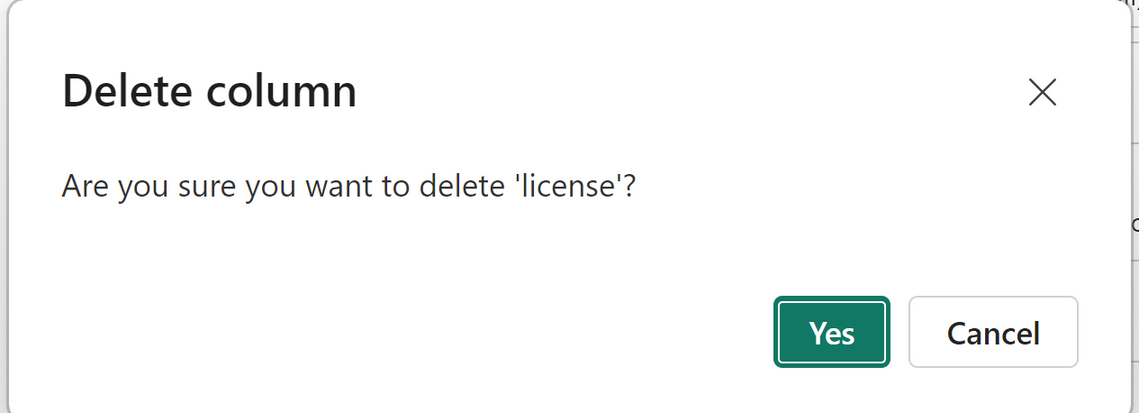 Delete column
Are you sure you want to delete 'license'?
Yes
Cancel